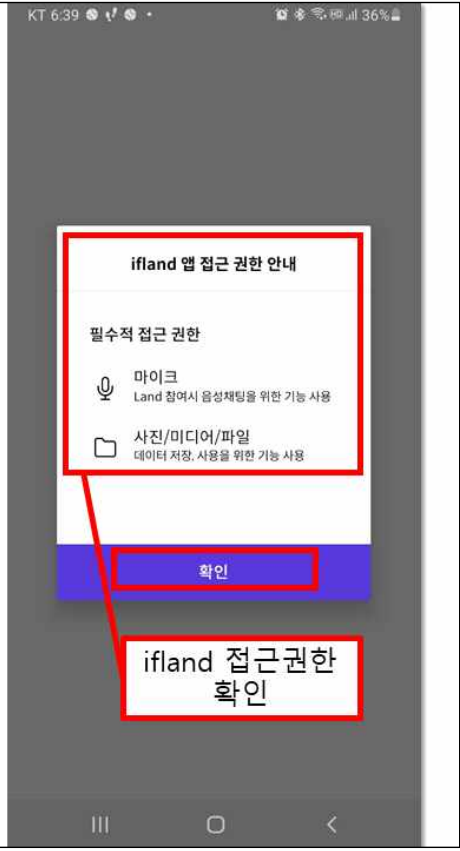 KT 6:39
36%
ifland 앱 접근 권한 안내
필수적 접근 권한
마이크
Land 참여시 음성채팅을 위한 기능 사용
사진/미디어/파일
데이터 저장, 사용을 위한 기능 사용
확인
ifland 접근권한
확인